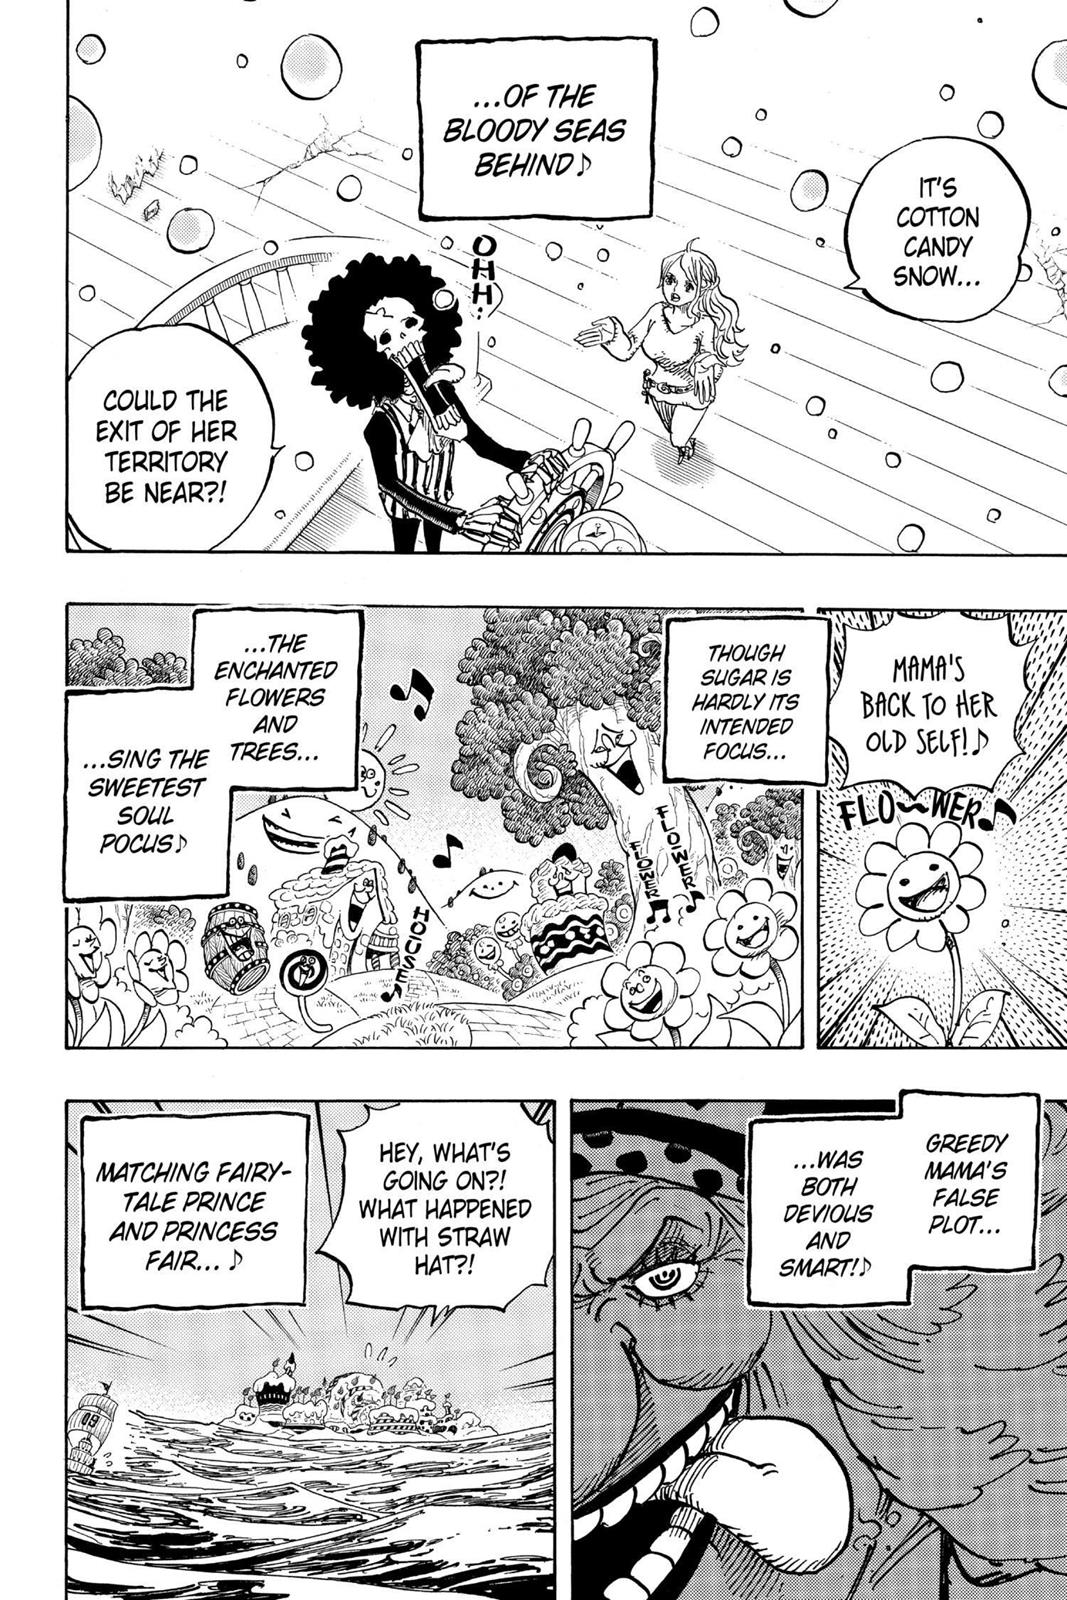 IT'S
COTTON
CANDY
SNOW...
...OF THE
BLOODY SEAS
BEHIND♪
OHH...
COULD THE
EXIT OF HER
TERRITORY
BE NEAR?!
MAMA'S
BACK TO HER
OLD SELF!♪
FLO~WER♪
THOUGH
SUGAR IS
HARDLY ITS
INTENDED
FOCUS...
FLO-WER♪
FLOWER♪
...THE
ENCHANTED
FLOWERS
AND
TREES...
HOUSE♪
...SING THE
SWEETEST
SOUL
POCUS♪
GREEDY
MAMA'S
FALSE
PLOT...
...WAS
BOTH
DEVIOUS
AND
SMART!♪
HEY, WHAT'S
GOING ON?!
WHAT HAPPENED
WITH STRAW
HAT?!
MATCHING FAIRY-
TALE PRINCE
AND PRINCESS
FAIR...♪